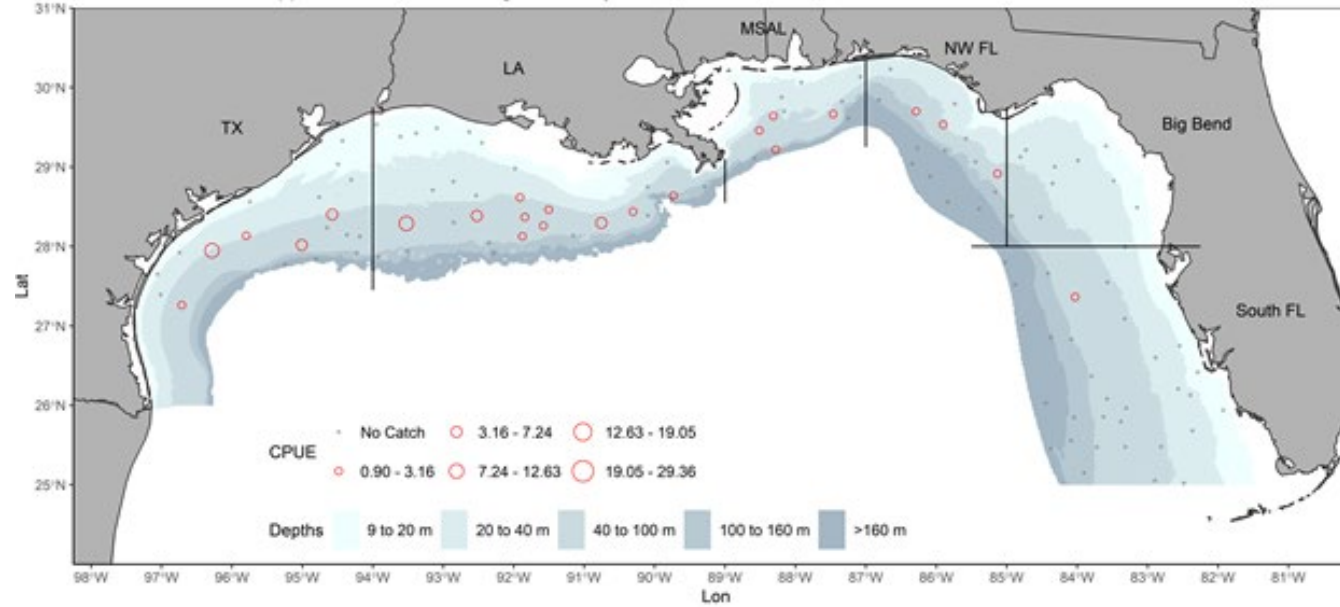 31°N
MSAL
NW FL
LA
30°N
TX
Big Bend
29°N
28°N
Lat
South FL
27°N
26°N
CPUE
No Catch
3.16 - 7.24
12.63 - 19.05
0.90 - 3.16
7.24 - 12.63
19.05 - 29.36
25°N
Depths
9 to 20 m
20 to 40 m
40 to 100 m
100 to 160 m
>160 m
98°W 97°W 96°W 95°W 94°W 93°W 92°W 91°W 90°W 89°W 88°W 87°W 86°W 85°W 84°W 83°W 82°W 81°W
Lon